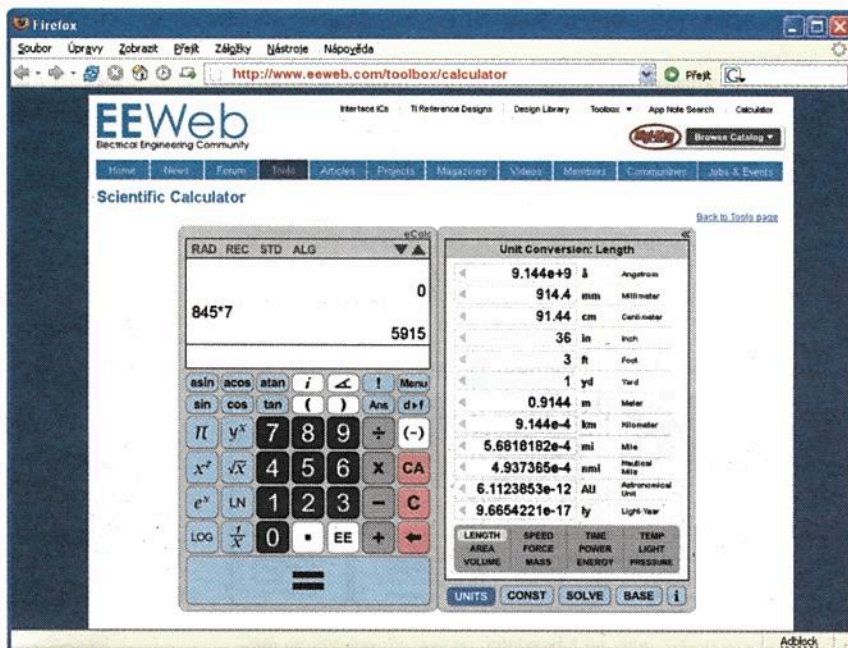 Firefox
Soubor Úpravy Zobrazit Přejít Záložky Nástroje Nápověda
http://www.eeweb.com/toolbox/calculator Přejít G
EEWeb
Electrical Engineering Community
Interface ICs TI Reference Designs Design Library Toolbox App Note Search Calculator
Digi-Key Browse Catalog
Home News Forum Tools Articles Projects Magazines Videos Members Communities Jobs & Events
Scientific Calculator
Back to Tools page
eCalc
RAD REC STD ALG
0
845*7
5915
asin acos atan i ∠ ! Menu
sin cos tan ( ) Ans d▸f
π yˣ 7 8 9 ÷ (-)
x² √x 4 5 6 X CA
eˣ LN 1 2 3 − C
LOG 1/x 0 . EE + ←
=
«
Unit Conversion: Length
9.144e+9 å Angstrom
914.4 mm Millimeter
91.44 cm Centimeter
36 in Inch
3 ft Foot
1 yd Yard
0.9144 m Meter
9.144e-4 km Kilometer
5.6818182e-4 mi Mile
4.937365e-4 nmi Nautical Mile
6.1123853e-12 AU Astronomical Unit
9.6654221e-17 ly Light-Year
LENGTH SPEED TIME TEMP
AREA FORCE POWER LIGHT
VOLUME MASS ENERGY PRESSURE
UNITS CONST SOLVE BASE i
Adblock